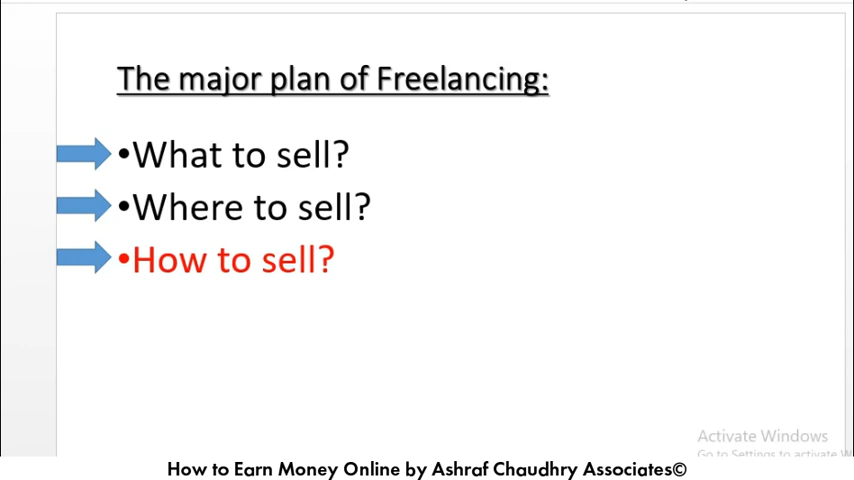 The major plan of Freelancing:
•What to sell?
•Where to sell?
•How to sell?
Activate Windows
Go to Settings to activate W
How to Earn Money Online by Ashraf Chaudhry Associates©